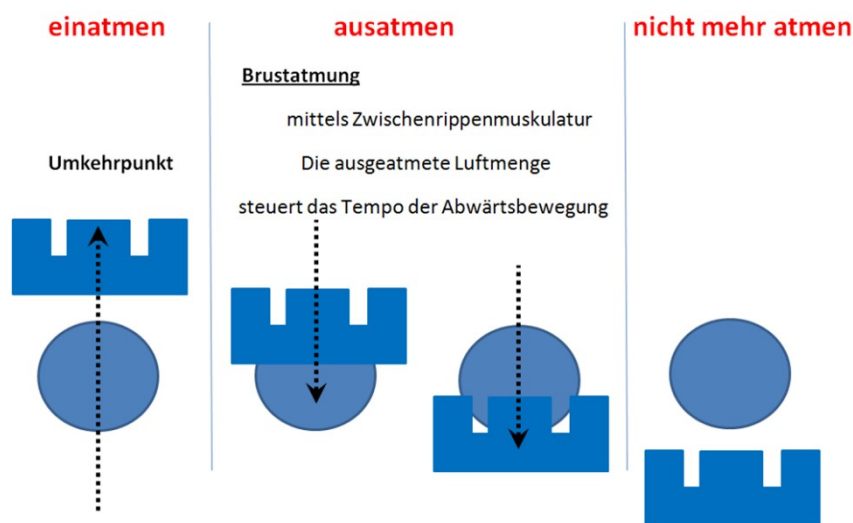 einatmen
ausatmen
nicht mehr atmen
Brustatmung
mittels Zwischenrippenmuskulatur
Umkehrpunkt
Die ausgeatmete Luftmenge
steuert das Tempo der Abwärtsbewegung